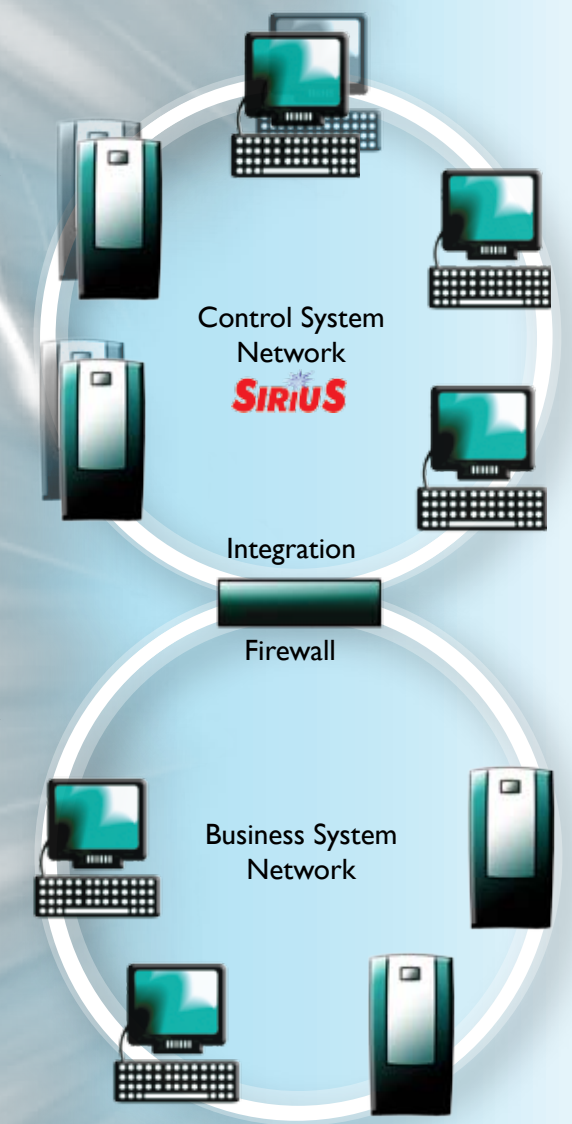 Control System
Network
SIRiUS
Integration
Firewall
Business System
Network